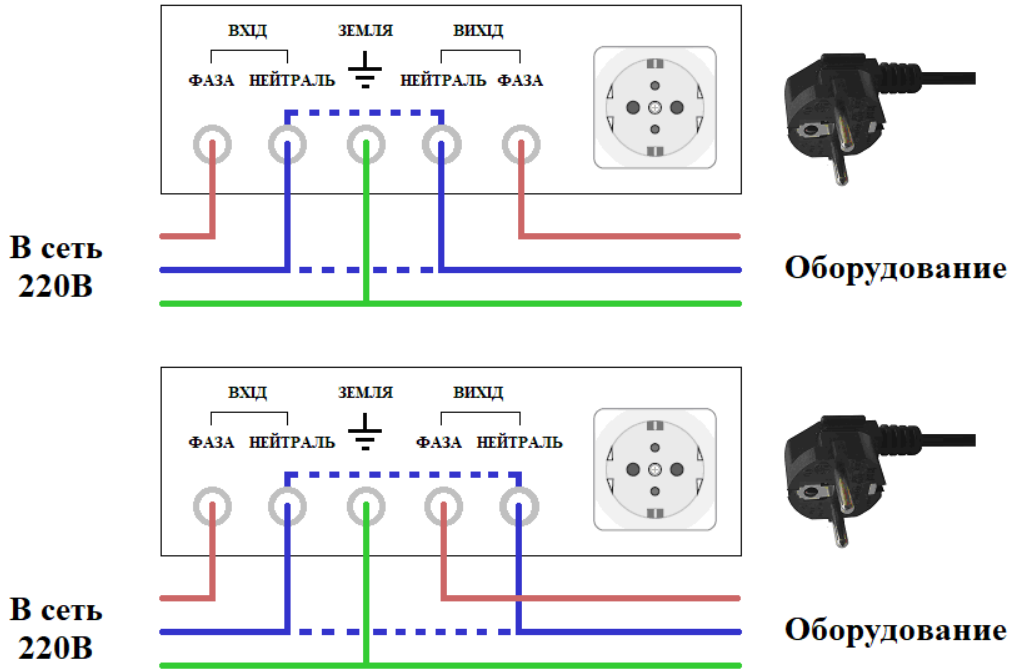 ВХІД ЗЕМЛЯ ВИХІД
ФАЗА НЕЙТРАЛЬ НЕЙТРАЛЬ ФАЗА
В сеть
220В
Оборудование
ВХІД ЗЕМЛЯ ВИХІД
ФАЗА НЕЙТРАЛЬ ФАЗА НЕЙТРАЛЬ
В сеть
220В
Оборудование